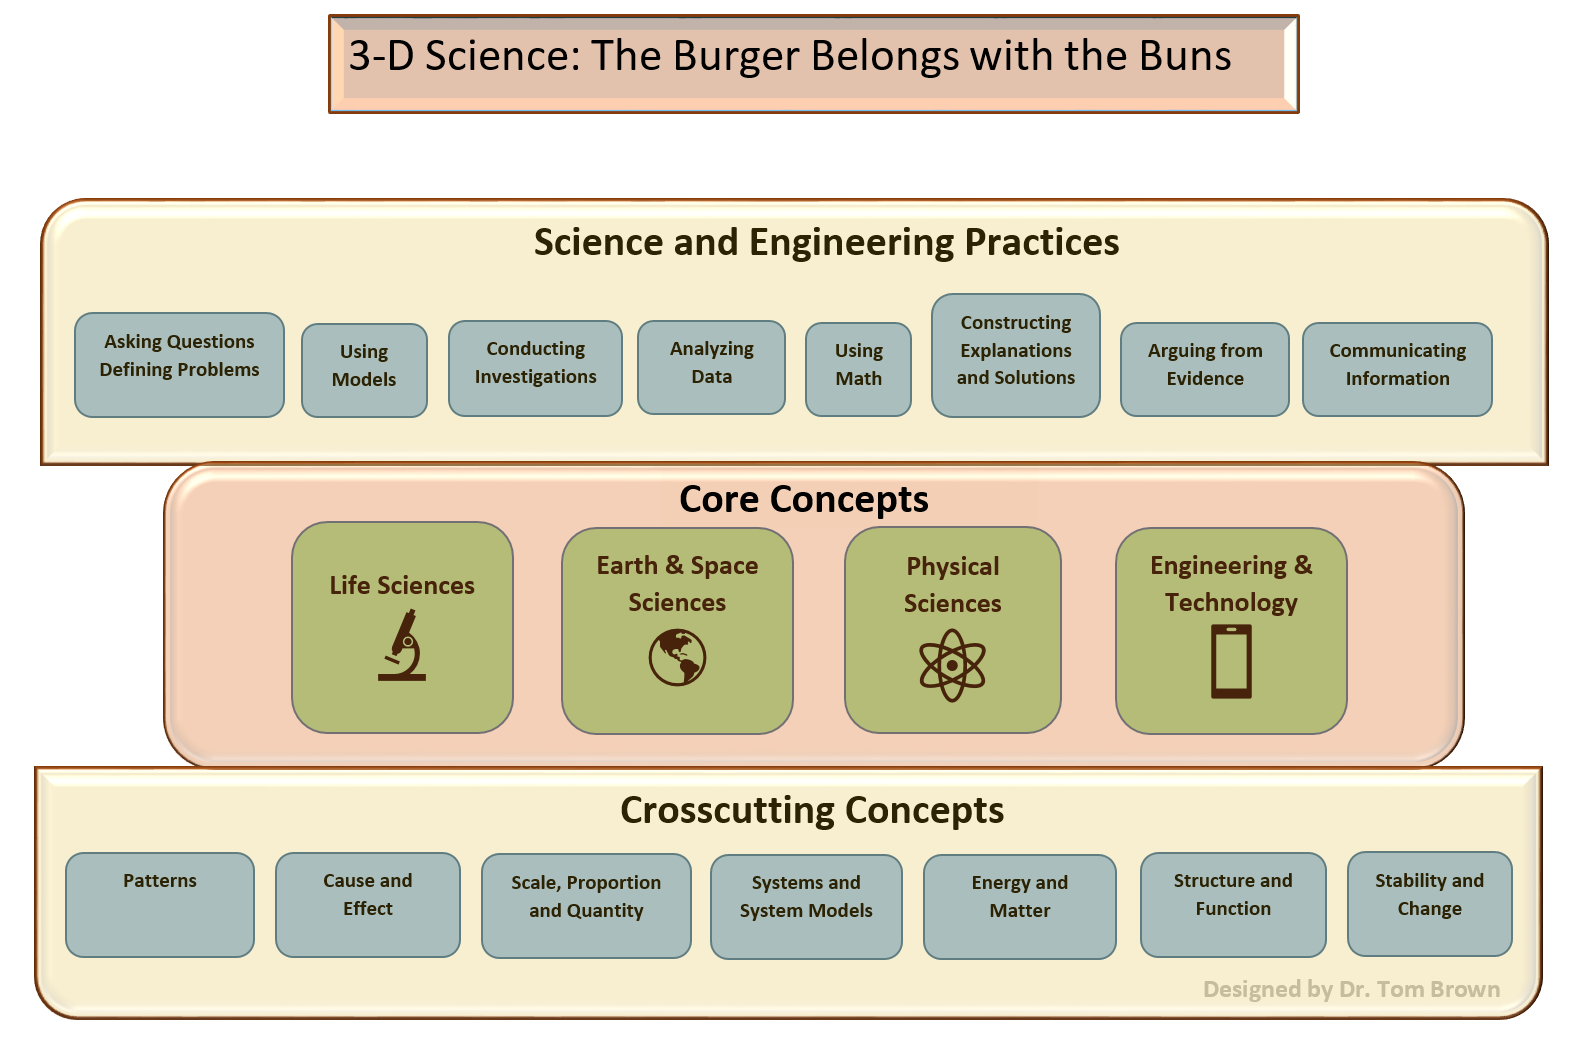 3-D Science: The Burger Belongs with the Buns
Science and Engineering Practices
Asking Questions
Defining Problems
Using
Models
Conducting
Investigations
Analyzing
Data
Using
Math
Constructing
Explanations
and Solutions
Arguing from
Evidence
Communicating
Information
Core Concepts
Life Sciences
Earth & Space
Sciences
Physical
Sciences
Engineering &
Technology
Crosscutting Concepts
Patterns
Cause and
Effect
Scale, Proportion
and Quantity
Systems and
System Models
Energy and
Matter
Structure and
Function
Stability and
Change
Designed by Dr. Tom Brown